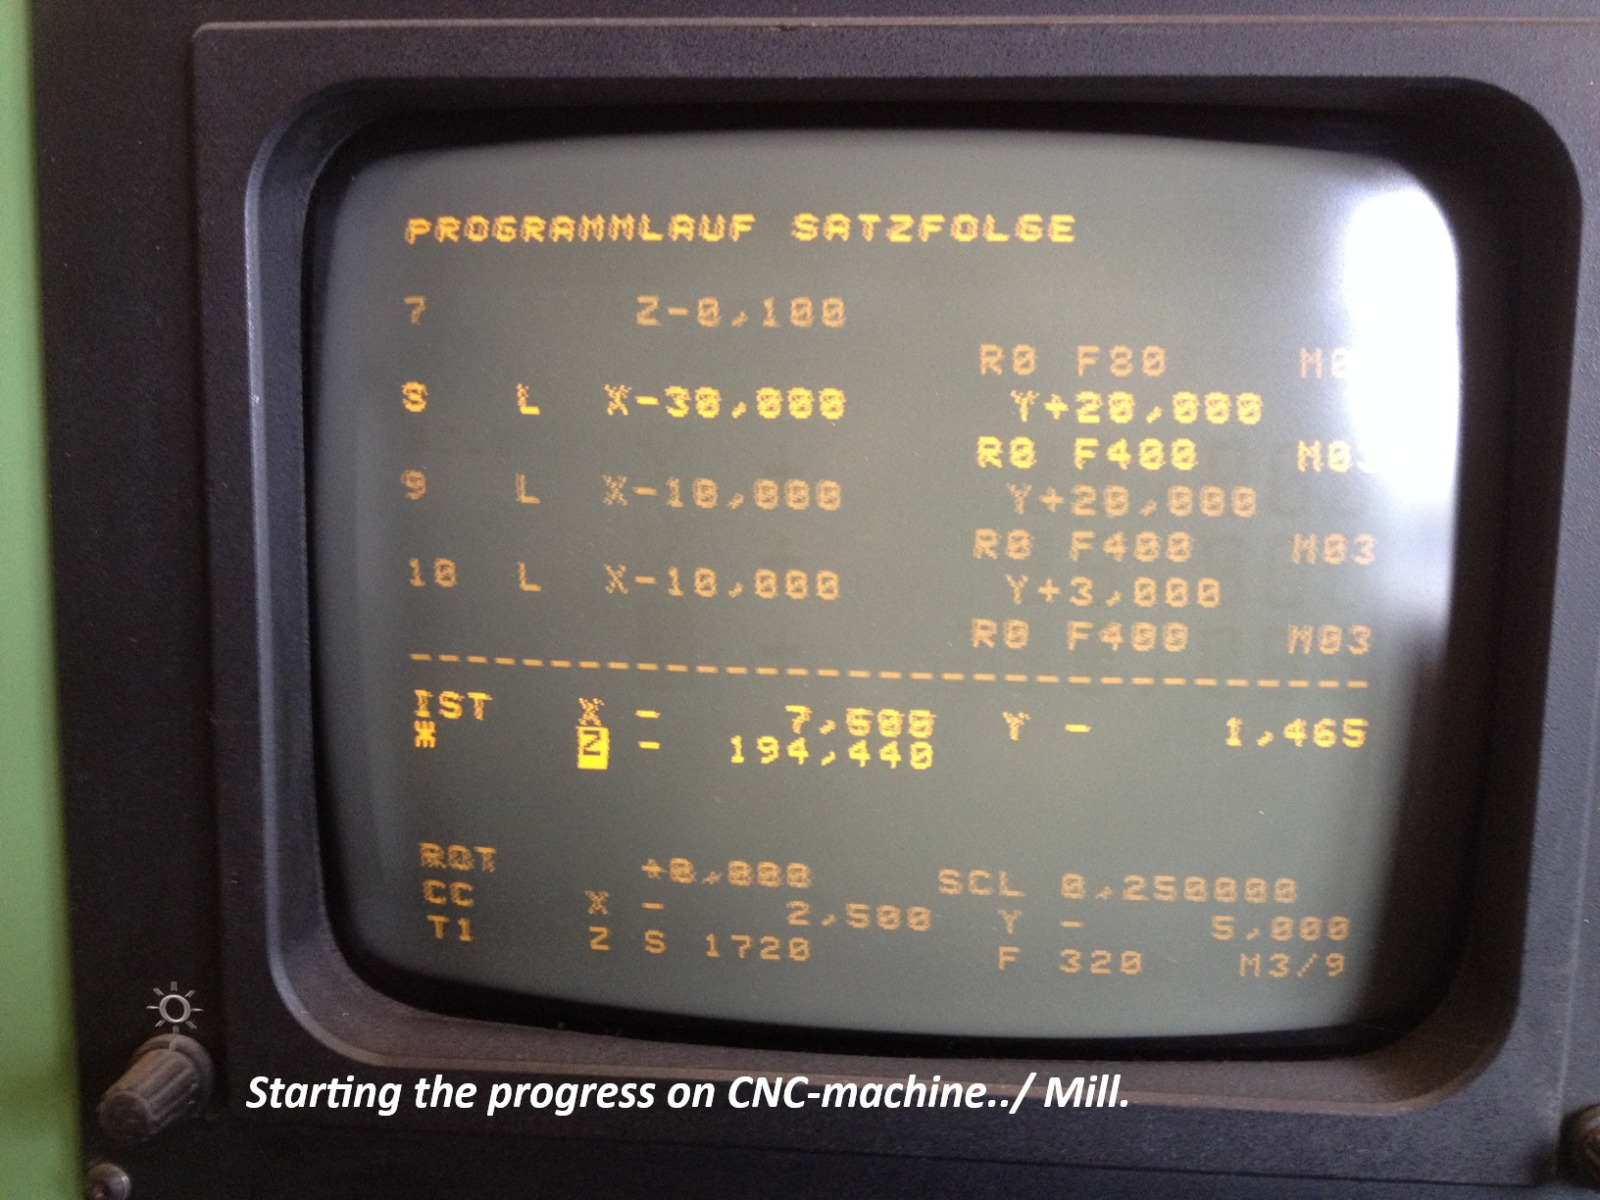 PROGRAMMLAUF SATZFOLGE
7 Z-0,100
R0 F80
8 L X-30,000 Y+20,000
R0 F400 M03
9 L X-10,000 Y+20,000
R0 F400 M03
10 L X-10,000 Y+3,000
R0 F400 M03
IST X - 7,500 Y - 1,465
* Z - 194,440
ROT +0,000 SCL 0,250000
CC X - 2,500 Y - 5,000
T1 Z S 1720 F 320 M3/9
Starting the progress on CNC-machine../ Mill.